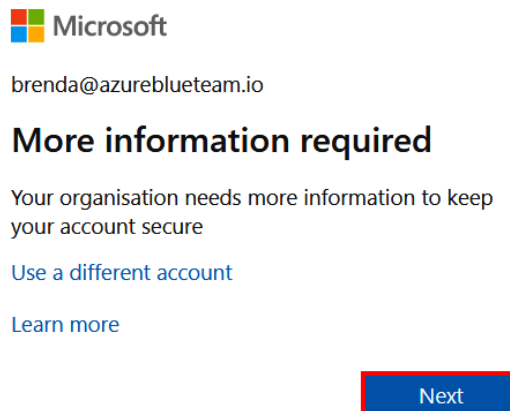 Microsoft
brenda@azureblueteam.io
More information required
Your organisation needs more information to keep
your account secure
Use a different account
Learn more
Next